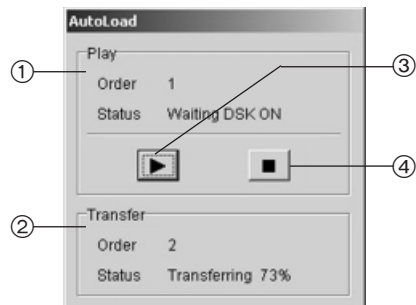 AutoLoad
Play
①
Order 1
③
Status Waiting DSK ON
④
Transfer
②
Order 2
Status Transferring 73%